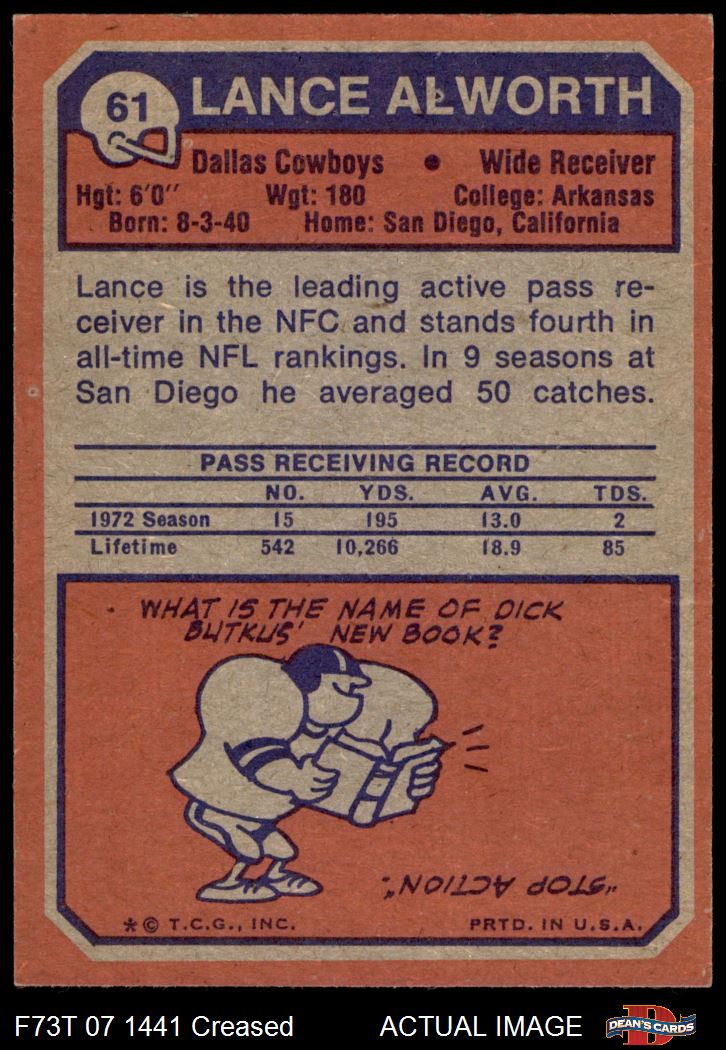 61
LANCE ALWORTH
Dallas Cowboys • Wide Receiver
Hgt: 6'0" Wgt: 180 College: Arkansas
Born: 8-3-40 Home: San Diego, California
Lance is the leading active pass re-
ceiver in the NFC and stands fourth in
all-time NFL rankings. In 9 seasons at
San Diego he averaged 50 catches.
PASS RECEIVING RECORD
NO. YDS. AVG. TDS.
1972 Season 15 195 13.0 2
Lifetime 542 10,266 18.9 85
WHAT IS THE NAME OF DICK
BUTKUS' NEW BOOK?
"STOP ACTION".
* © T.C.G., INC. PRTD. IN U.S.A.
F73T 07 1441 Creased ACTUAL IMAGE
D
DEAN'S CARDS